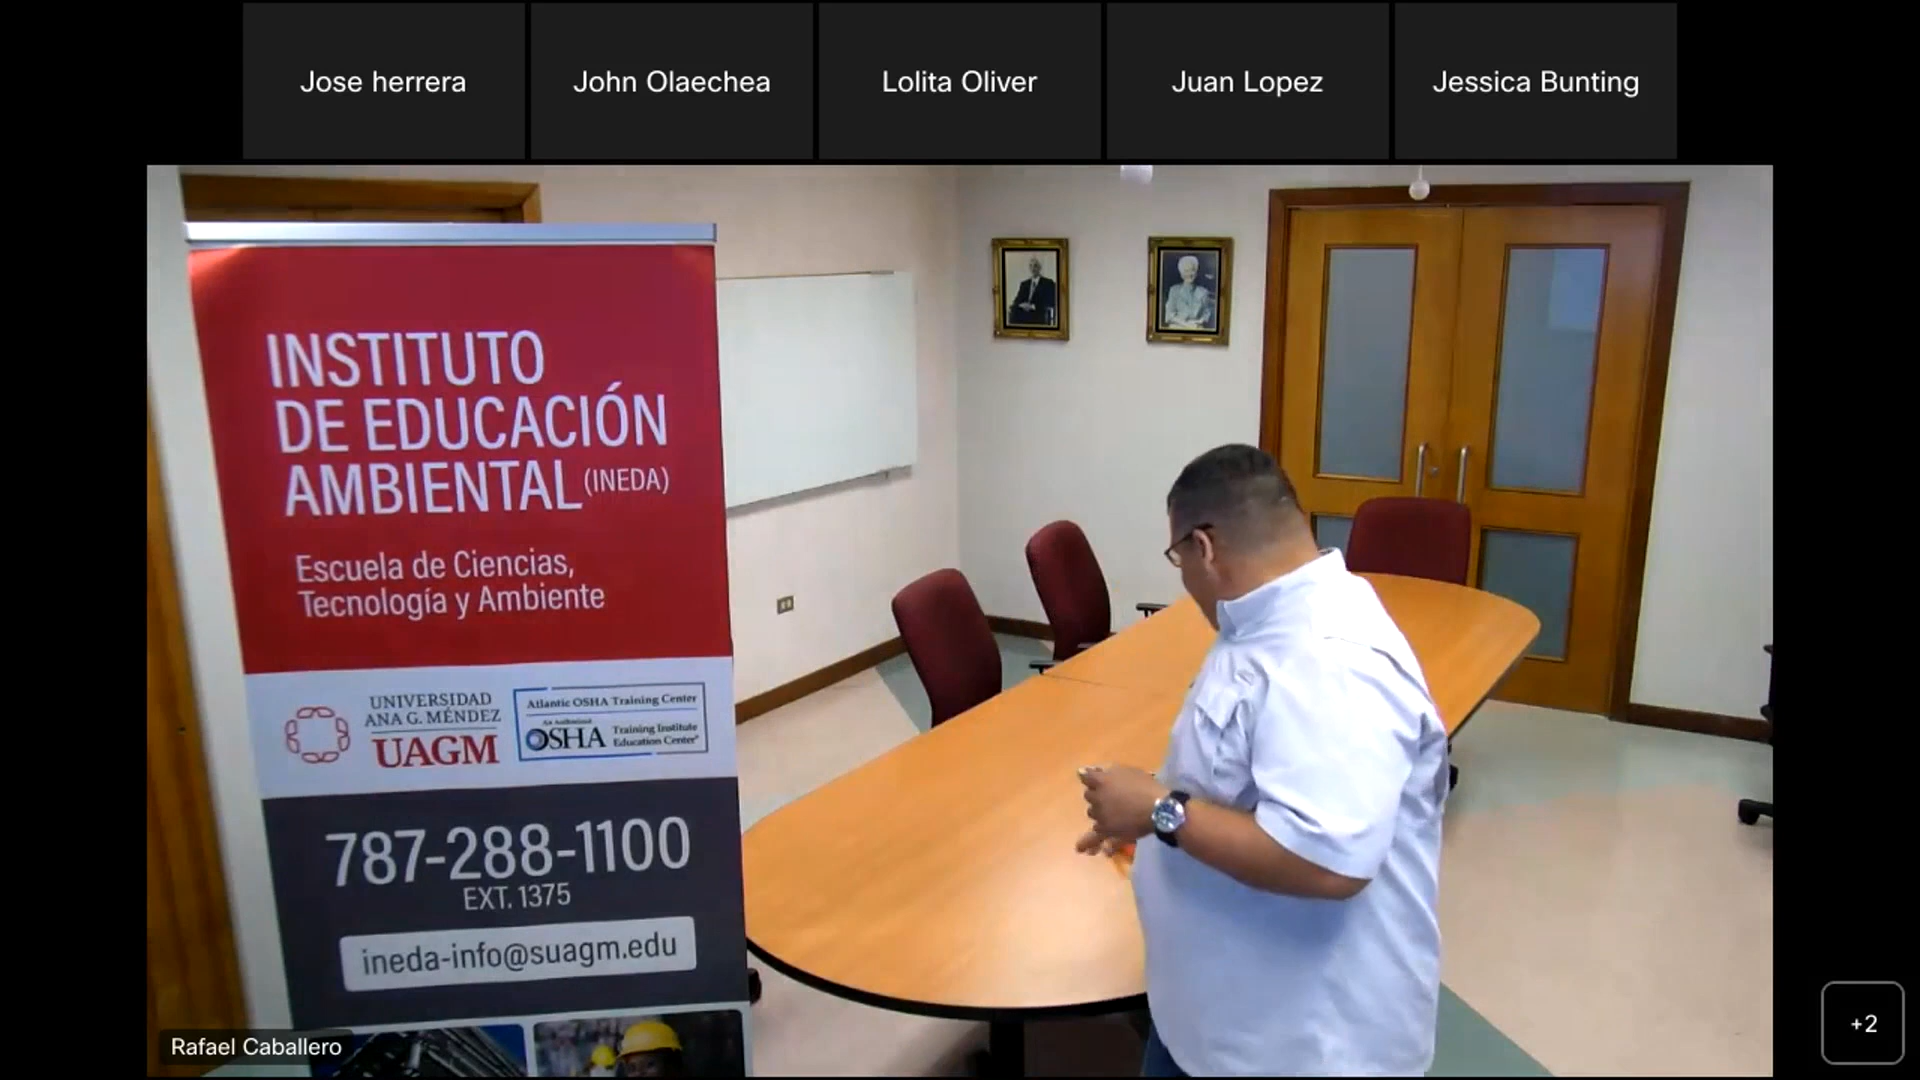 Jose herrera
John Olaechea
Lolita Oliver
Juan Lopez
Jessica Bunting
INSTITUTO
DE EDUCACIÓN
AMBIENTAL (INEDA)
Escuela de Ciencias,
Tecnología y Ambiente
UNIVERSIDAD
ANA G. MÉNDEZ
UAGM
Atlantic OSHA Training Center
An Authorized
OSHA
Training Institute
Education Center®
787-288-1100
EXT. 1375
ineda-info@suagm.edu
Rafael Caballero
+2